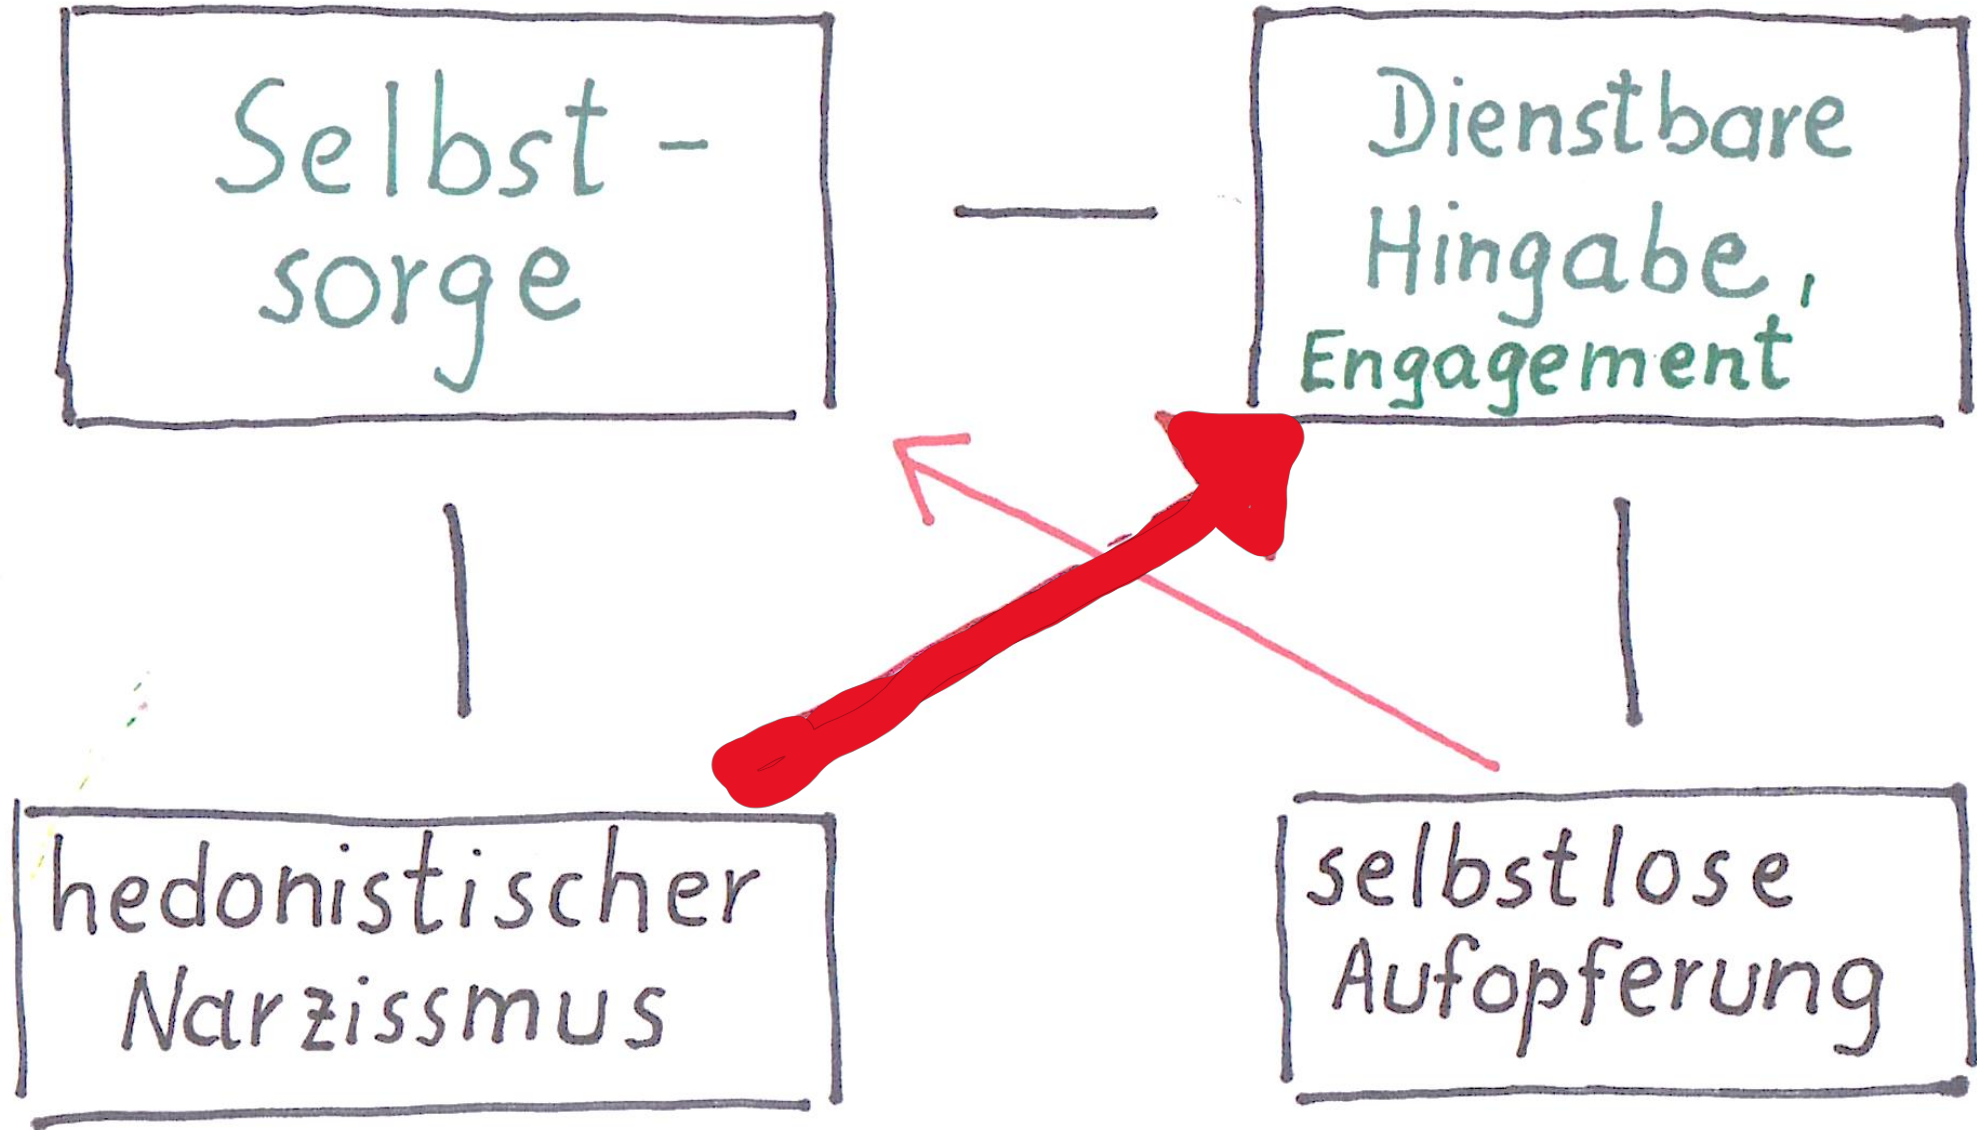 Selbst-
sorge
Dienstbare
Hingabe,
Engagement
hedonistischer
Narzissmus
selbstlose
Aufopferung